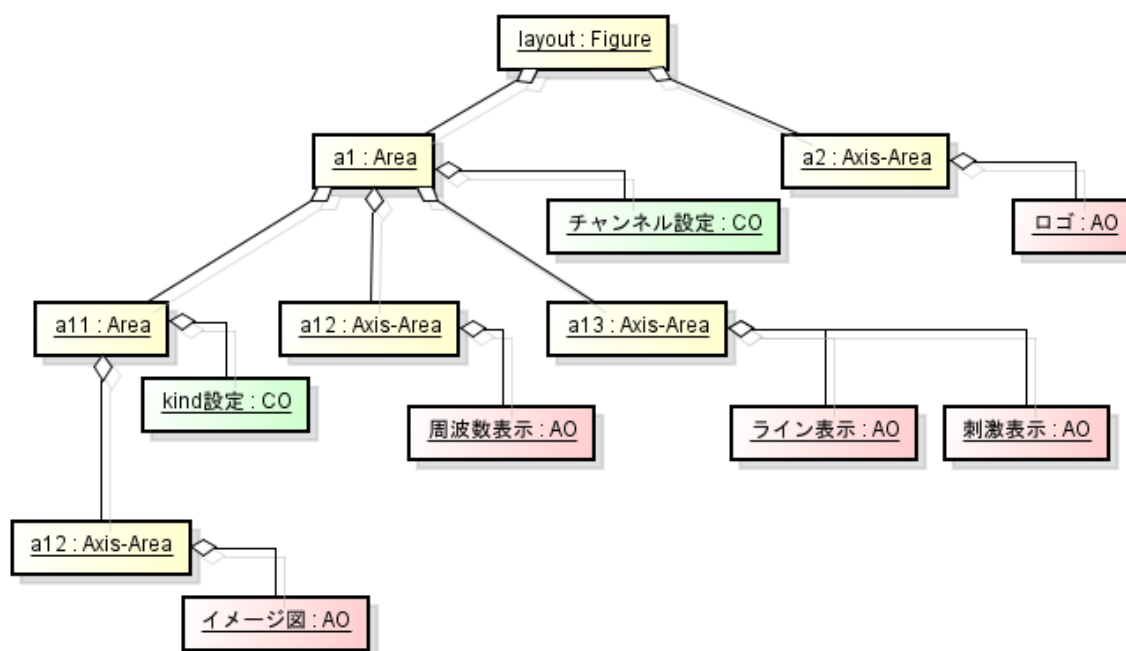 layout : Figure
a1 : Area
a2 : Axis-Area
チャンネル設定 : CO
ロゴ : AO
a11 : Area
a12 : Axis-Area
a13 : Axis-Area
kind設定 : CO
周波数表示 : AO
ライン表示 : AO
刺激表示 : AO
a12 : Axis-Area
イメージ図 : AO